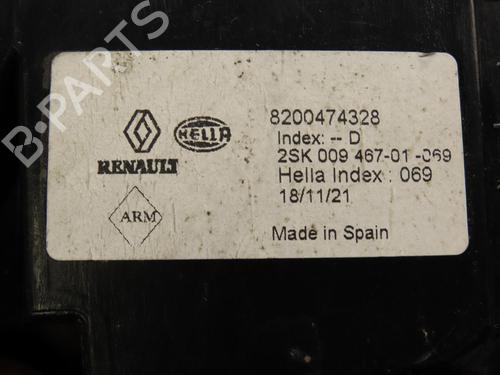 8200474328
HELLA
Index: -- D
2SK 009 467-01 -069
RENAULT
Hella Index : 069
18/11/21
ARM
Made in Spain